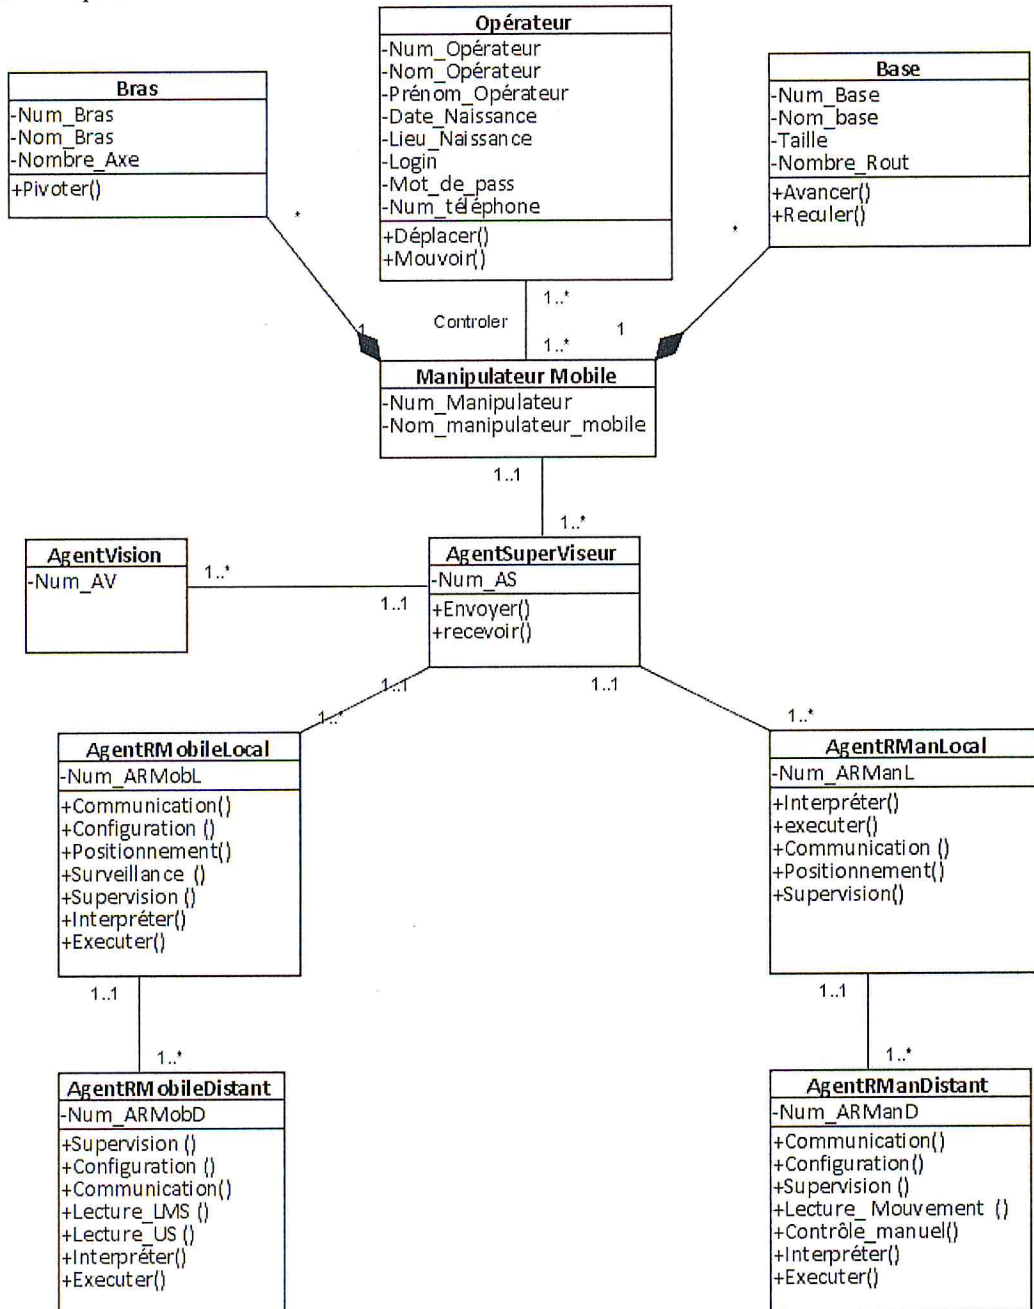 Opérateur
-Num_Opérateur
-Nom_Opérateur
-Prénom_Opérateur
-Date_Naissance
-Lieu_Naissance
-Login
-Mot_de_pass
-Num_téléphone
+Déplacer()
+Mouvoir()
Bras
-Num_Bras
-Nom_Bras
-Nombre_Axe
+Pivoter()
Base
-Num_Base
-Nom_base
-Taille
-Nombre_Rout
+Avancer()
+Reculer()
*
*
1..*
Controler
1
1
1..*
Manipulateur Mobile
-Num_Manipulateur
-Nom_manipulateur_mobile
1..1
1..*
AgentVision
-Num_AV
1..*
1..1
AgentSuperViseur
-Num_AS
+Envoyer()
+recevoir()
1..1
1..1
1..*
1..*
AgentRMobileLocal
-Num_ARMobL
+Communication()
+Configuration ()
+Positionnement()
+Surveillance ()
+Supervision ()
+Interpréter()
+Executer()
AgentRManLocal
-Num_ARManL
+Interpréter()
+executer()
+Communication ()
+Positionnement()
+Supervision()
1..1
1..1
1..*
1..*
AgentRMobileDistant
-Num_ARMobD
+Supervision ()
+Configuration ()
+Communication()
+Lecture_LMS ()
+Lecture_US ()
+Interpréter()
+Executer()
AgentRManDistant
-Num_ARManD
+Communication()
+Configuration()
+Supervision ()
+Lecture_ Mouvement ()
+Contrôle_manuel()
+Interpréter()
+Executer()